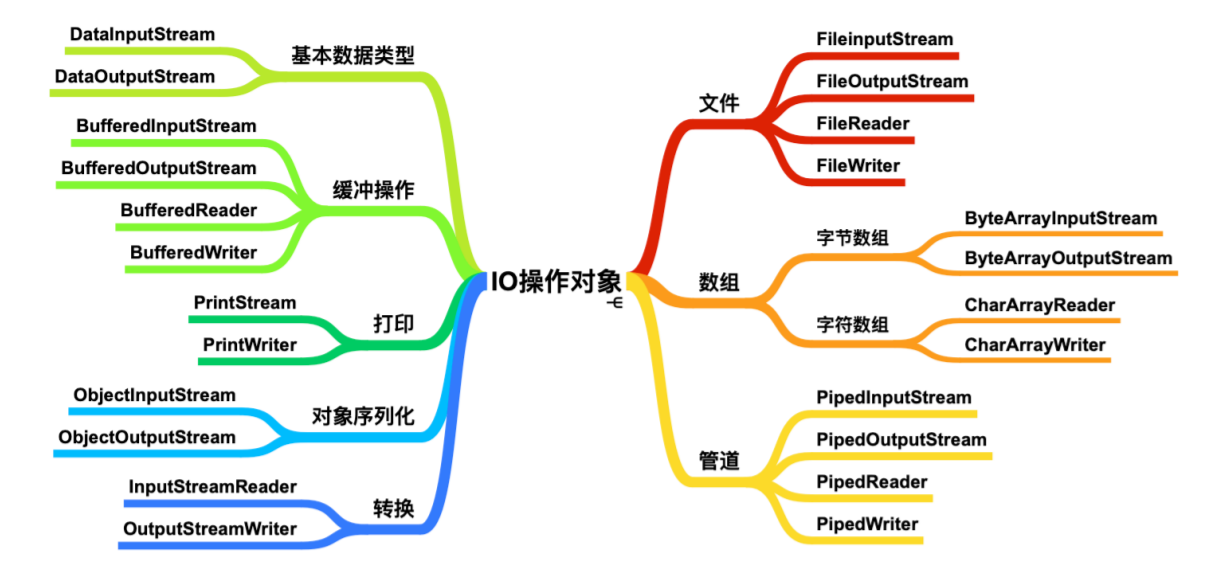 IO操作对象
基本数据类型
DataInputStream
DataOutputStream
缓冲操作
BufferedInputStream
BufferedOutputStream
BufferedReader
BufferedWriter
打印
PrintStream
PrintWriter
对象序列化
ObjectInputStream
ObjectOutputStream
转换
InputStreamReader
OutputStreamWriter
文件
FileinputStream
FileOutputStream
FileReader
FileWriter
数组
字节数组
ByteArrayInputStream
ByteArrayOutputStream
字符数组
CharArrayReader
CharArrayWriter
管道
PipedInputStream
PipedOutputStream
PipedReader
PipedWriter